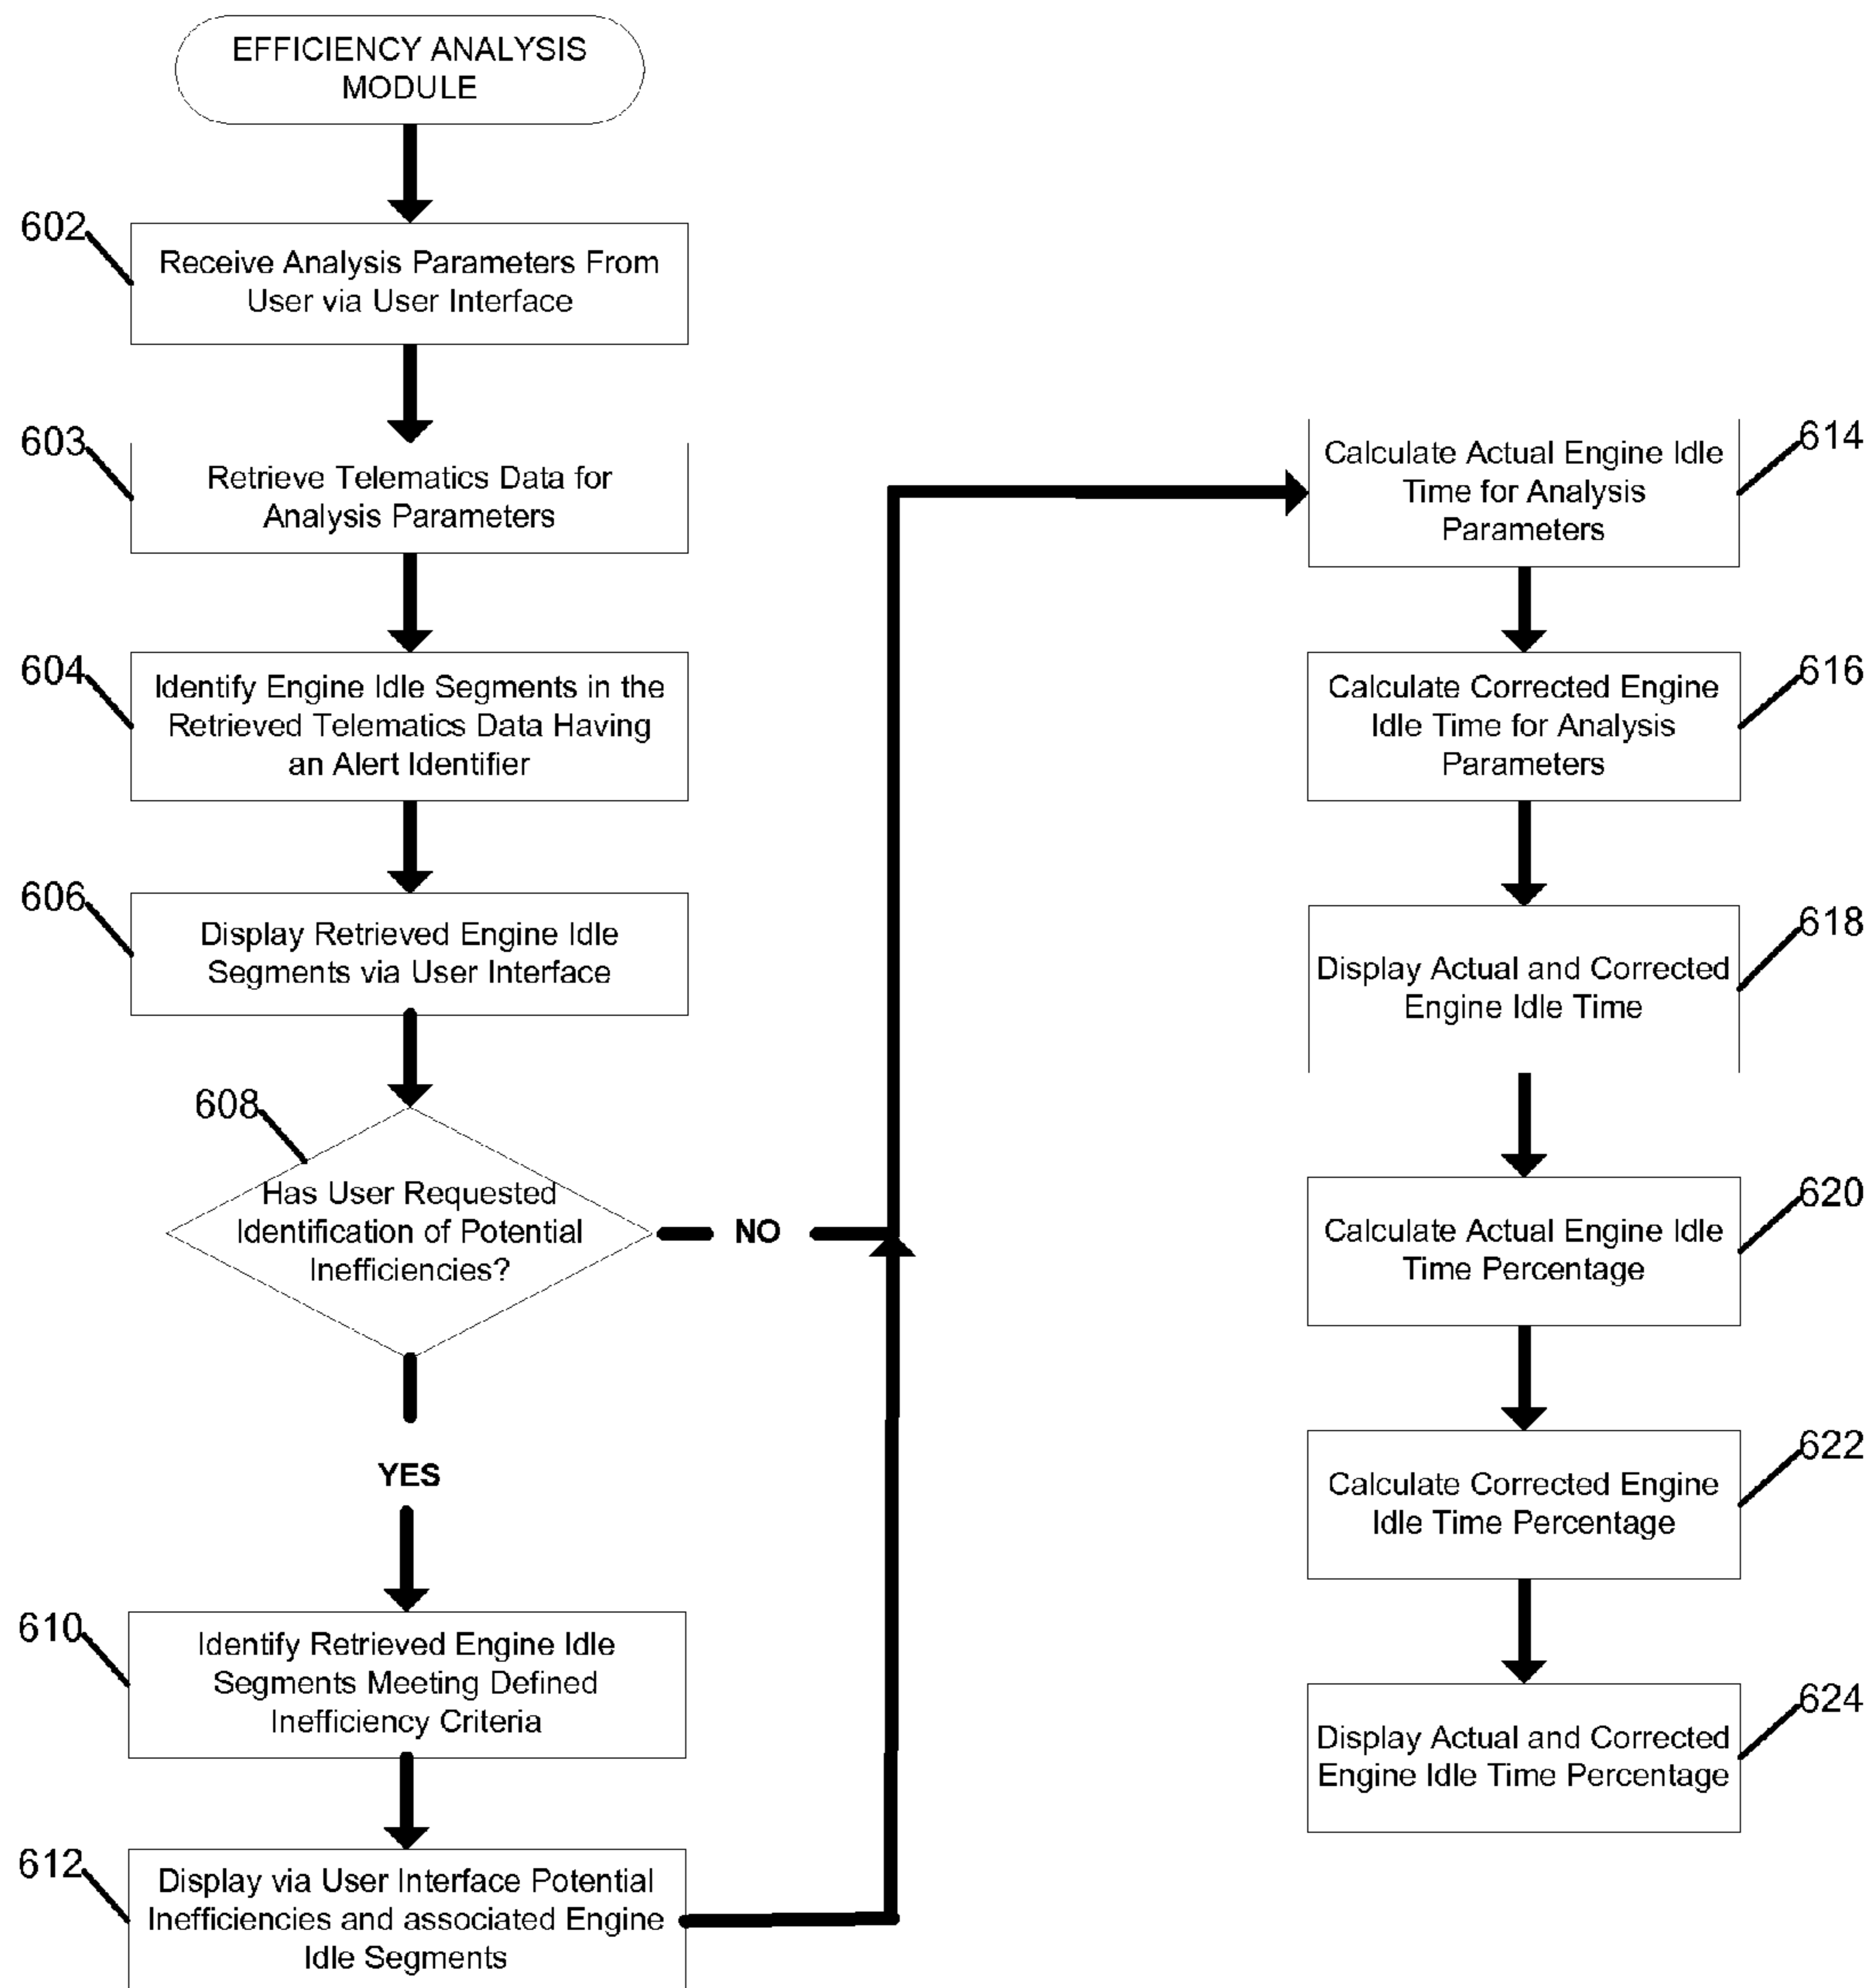 EFFICIENCY ANALYSIS
MODULE
602
Receive Analysis Parameters From
User via User Interface
603
Retrieve Telematics Data for
Analysis Parameters
604
Identify Engine Idle Segments in the
Retrieved Telematics Data Having
an Alert Identifier
606
Display Retrieved Engine Idle
Segments via User Interface
608
Has User Requested
Identification of Potential
Inefficiencies?
NO
YES
610
Identify Retrieved Engine Idle
Segments Meeting Defined
Inefficiency Criteria
612
Display via User Interface Potential
Inefficiencies and associated Engine
Idle Segments
614
Calculate Actual Engine Idle
Time for Analysis
Parameters
616
Calculate Corrected Engine
Idle Time for Analysis
Parameters
618
Display Actual and Corrected
Engine Idle Time
620
Calculate Actual Engine Idle
Time Percentage
622
Calculate Corrected Engine
Idle Time Percentage
624
Display Actual and Corrected
Engine Idle Time Percentage